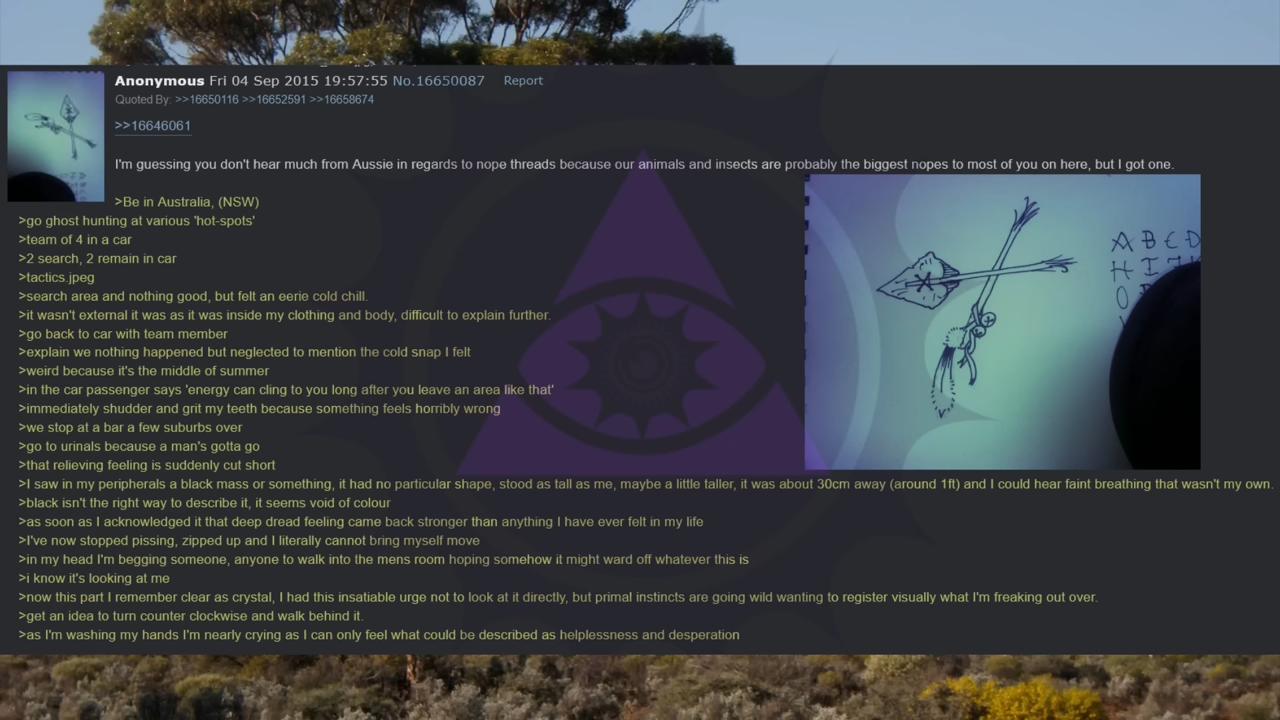 Anonymous Fri 04 Sep 2015 19:57:55 No.16650087 Report
Quoted By: >>16650116 >>16652591 >>16658674
>>16646061
I'm guessing you don't hear much from Aussie in regards to nope threads because our animals and insects are probably the biggest nopes to most of you on here, but I got one.
>Be in Australia, (NSW)
>go ghost hunting at various 'hot-spots'
>team of 4 in a car
>2 search, 2 remain in car
>tactics.jpeg
>search area and nothing good, but felt an eerie cold chill.
>it wasn't external it was as it was inside my clothing and body, difficult to explain further.
>go back to car with team member
>explain we nothing happened but neglected to mention the cold snap I felt
>weird because it's the middle of summer
>in the car passenger says 'energy can cling to you long after you leave an area like that'
>immediately shudder and grit my teeth because something feels horribly wrong
>we stop at a bar a few suburbs over
>go to urinals because a man's gotta go
>that relieving feeling is suddenly cut short
>I saw in my peripherals a black mass or something, it had no particular shape, stood as tall as me, maybe a little taller, it was about 30cm away (around 1ft) and I could hear faint breathing that wasn't my own.
>black isn't the right way to describe it, it seems void of colour
>as soon as I acknowledged it that deep dread feeling came back stronger than anything I have ever felt in my life
>I've now stopped pissing, zipped up and I literally cannot bring myself move
>in my head I'm begging someone, anyone to walk into the mens room hoping somehow it might ward off whatever this is
>i know it's looking at me
>now this part I remember clear as crystal, I had this insatiable urge not to look at it directly, but primal instincts are going wild wanting to register visually what I'm freaking out over.
>get an idea to turn counter clockwise and walk behind it.
>as I'm washing my hands I'm nearly crying as I can only feel what could be described as helplessness and desperation
A B C D
H I J
O